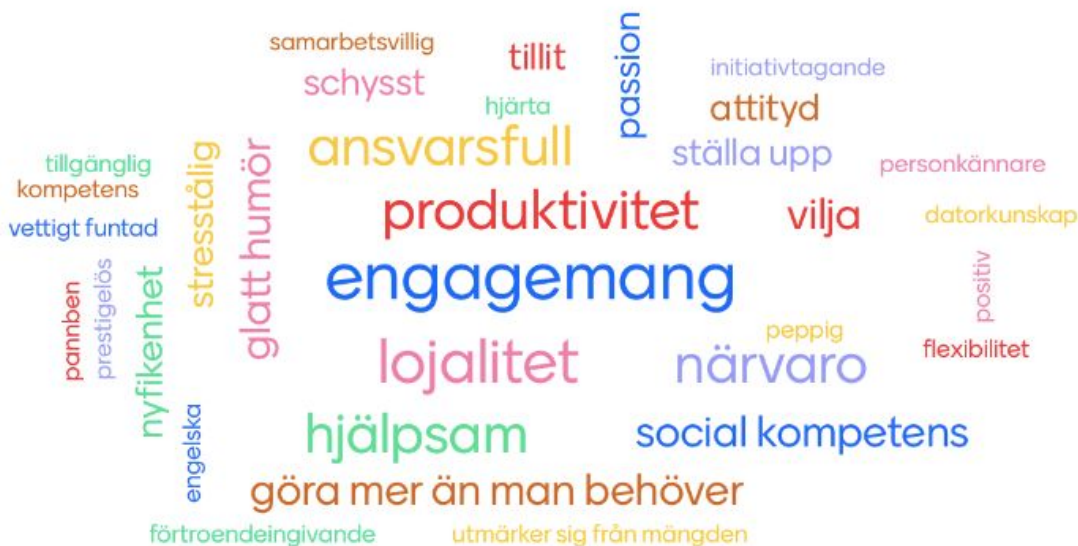 samarbetsvillig
tillit
passion
schysst
initiativtagande
hjärta
attityd
ansvarsfull
ställa upp
tillgänglig
personkännare
kompetens
stresstålig
glatt humör
produktivitet
vilja
datorkunskap
vettigt funtad
engagemang
positiv
pannben
prestigelös
nyfikenhet
peppig
flexibilitet
lojalitet
närvaro
engelska
hjälpsam
social kompetens
göra mer än man behöver
förtroendeingivande
utmärker sig från mängden